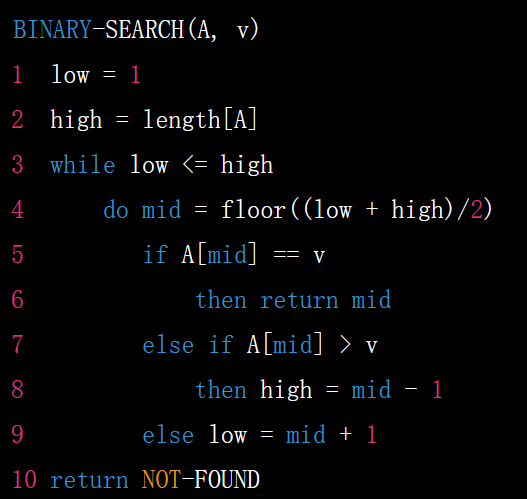 BINARY-SEARCH(A, v)
1 low = 1
2 high = length[A]
3 while low <= high
4 do mid = floor((low + high)/2)
5 if A[mid] == v
6 then return mid
7 else if A[mid] > v
8 then high = mid - 1
9 else low = mid + 1
10 return NOT-FOUND